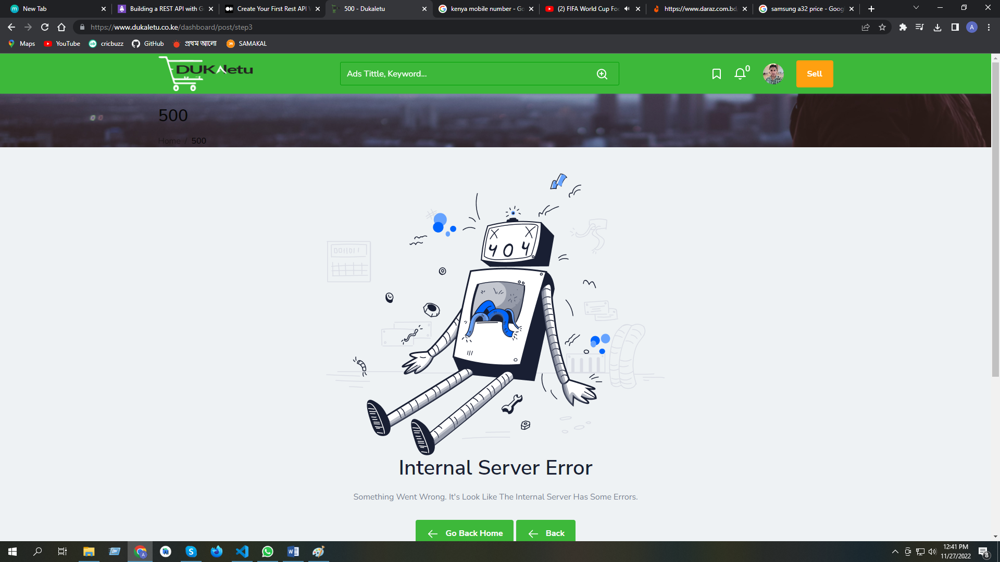 New Tab
Building a REST API with G
Create Your First Rest API W
500 - Dukaletu
kenya mobile number - Go
(2) FIFA World Cup Foo
https://www.daraz.com.bd
samsung a32 price - Goog
https://www.dukaletu.co.ke/dashboard/post/step3
A
Maps
YouTube
cb
cricbuzz
GitHub
প্রথম আলো
SAMAKAL
DUKAletu
Ads Tittle, Keyword...
0
Sell
500
Home / 500
404
Internal Server Error
Something Went Wrong. It's Look Like The Internal Server Has Some Errors.
Go Back Home
Back
12:41 PM
11/27/2022
8